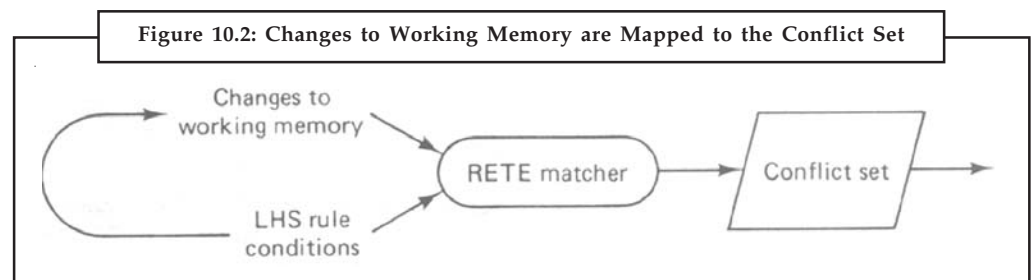 Figure 10.2: Changes to Working Memory are Mapped to the Conflict Set
Changes to
working memory
RETE matcher
Conflict set
LHS rule
conditions